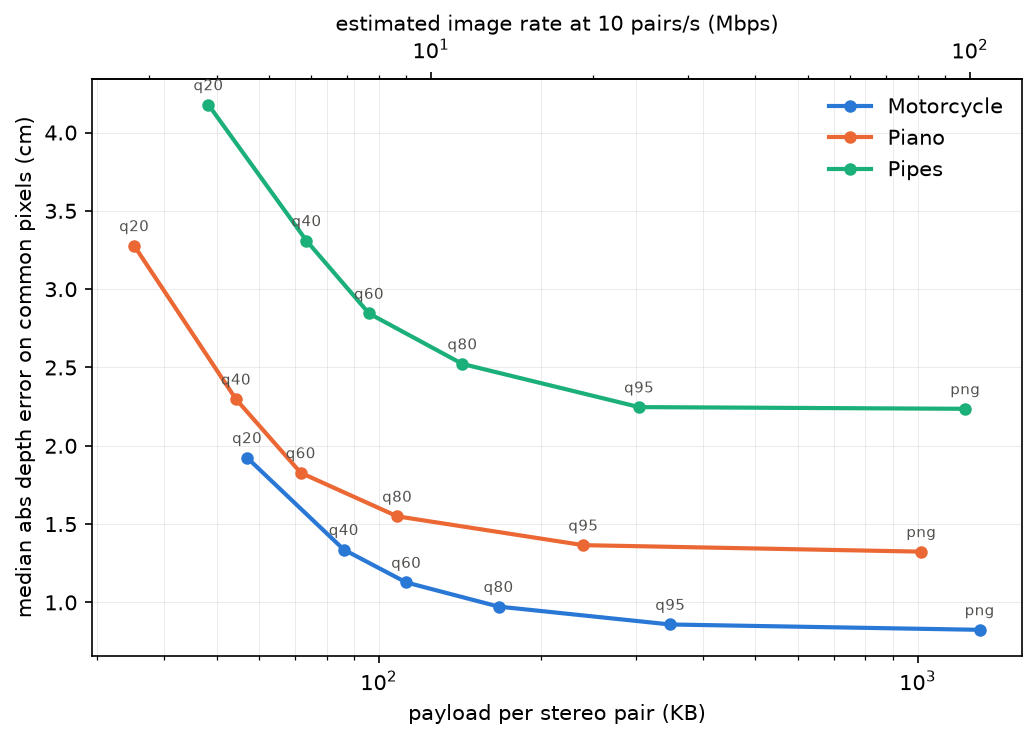 estimated image rate at 10 pairs/s (Mbps)
10¹ 10²
median abs depth error on common pixels (cm)
4.0
3.5
3.0
2.5
2.0
1.5
1.0
Motorcycle
Piano
Pipes
q20
q40
q60
q80
q95
png
q20
q40
q60
q80
q95
png
q20
q40
q60
q80
q95
png
10² 10³
payload per stereo pair (KB)